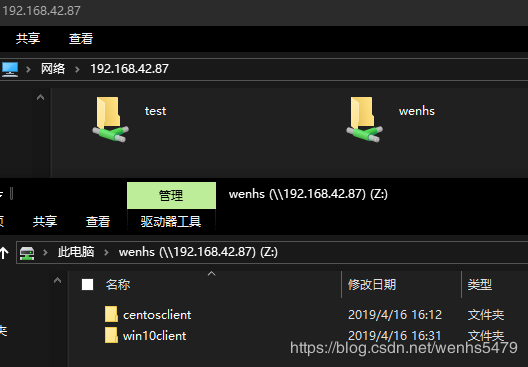 192.168.42.87
共享 查看
网络 192.168.42.87
test wenhs
管理 wenhs (\\192.168.42.87) (Z:)
共享 查看 驱动器工具
此电脑 wenhs (\\192.168.42.87) (Z:)
名称 修改日期 类型
centosclient 2019/4/16 16:12 文件夹
win10client 2019/4/16 16:31 文件夹
https://blog.csdn.net/wenhs5479